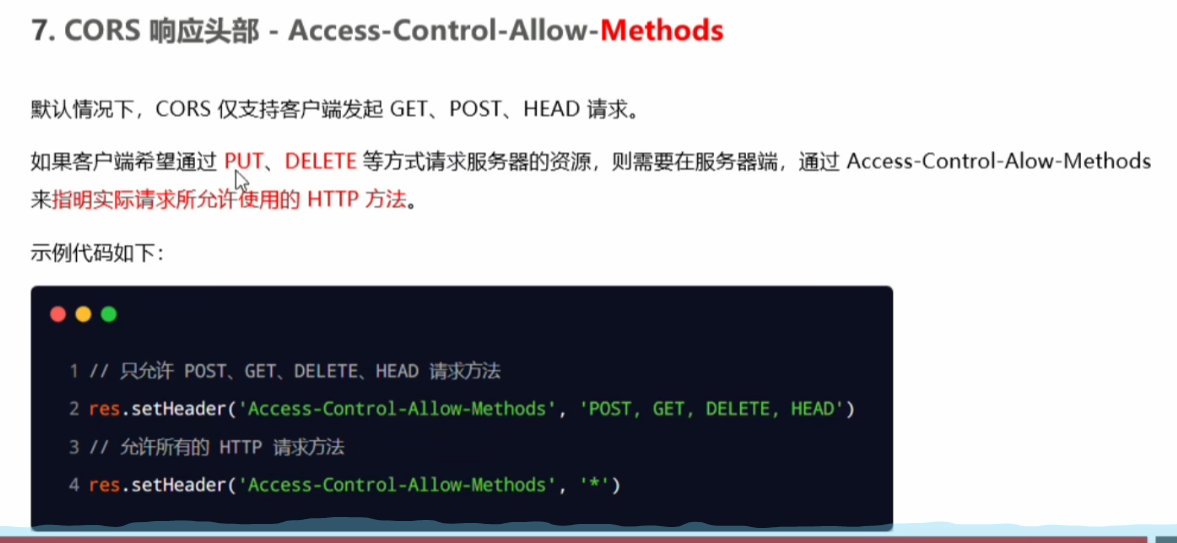 7. CORS 响应头部 - Access-Control-Allow-Methods
默认情况下，CORS 仅支持客户端发起 GET、POST、HEAD 请求。
如果客户端希望通过 PUT、DELETE 等方式请求服务器的资源，则需要在服务器端，通过 Access-Control-Alow-Methods
来指明实际请求所允许使用的 HTTP 方法。
示例代码如下：
1 // 只允许 POST、GET、DELETE、HEAD 请求方法
2 res.setHeader('Access-Control-Allow-Methods', 'POST, GET, DELETE, HEAD')
3 // 允许所有的 HTTP 请求方法
4 res.setHeader('Access-Control-Allow-Methods', '*')